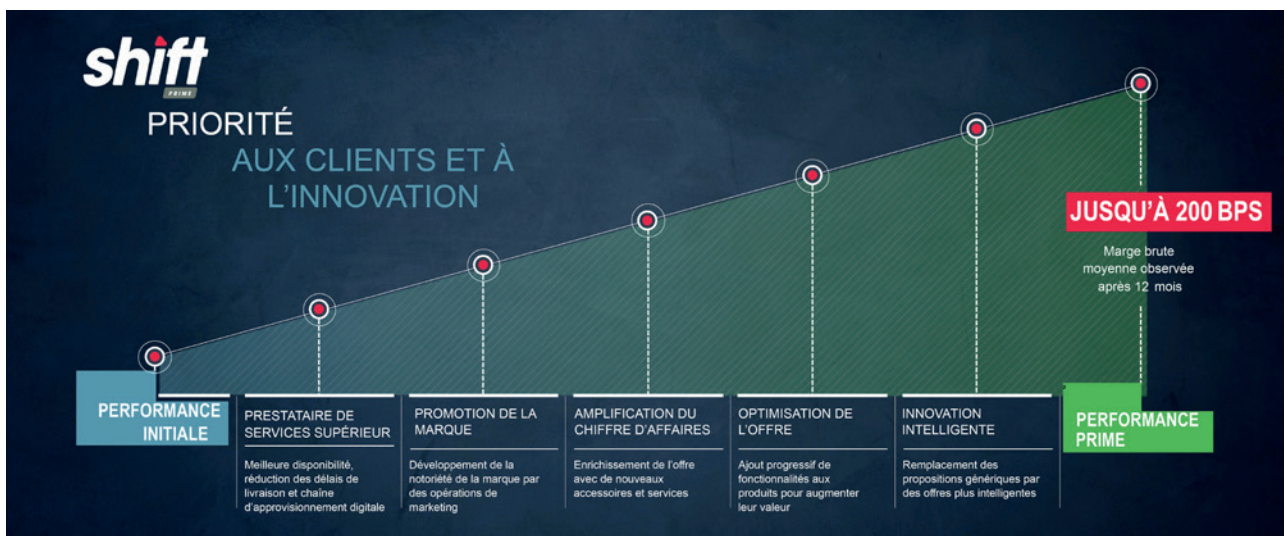 shift
PRIME
PRIORITÉ
AUX CLIENTS ET À
L'INNOVATION
JUSQU'À 200 BPS
Marge brute
moyenne observée
après 12 mois
PERFORMANCE
INITIALE
PRESTATAIRE DE
SERVICES SUPÉRIEUR
Meilleure disponibilité,
réduction des délais de
livraison et chaîne
d'approvisionnement digitale
PROMOTION DE LA
MARQUE
Développement de la
notoriété de la marque par
des opérations de
marketing
AMPLIFICATION DU
CHIFFRE D'AFFAIRES
Enrichissement de l'offre
avec de nouveaux
accessoires et services
OPTIMISATION DE
L'OFFRE
Ajout progressif de
fonctionnalités aux
produits pour augmenter
leur valeur
INNOVATION
INTELLIGENTE
Remplacement des
propositions génériques par
des offres plus intelligentes
PERFORMANCE
PRIME